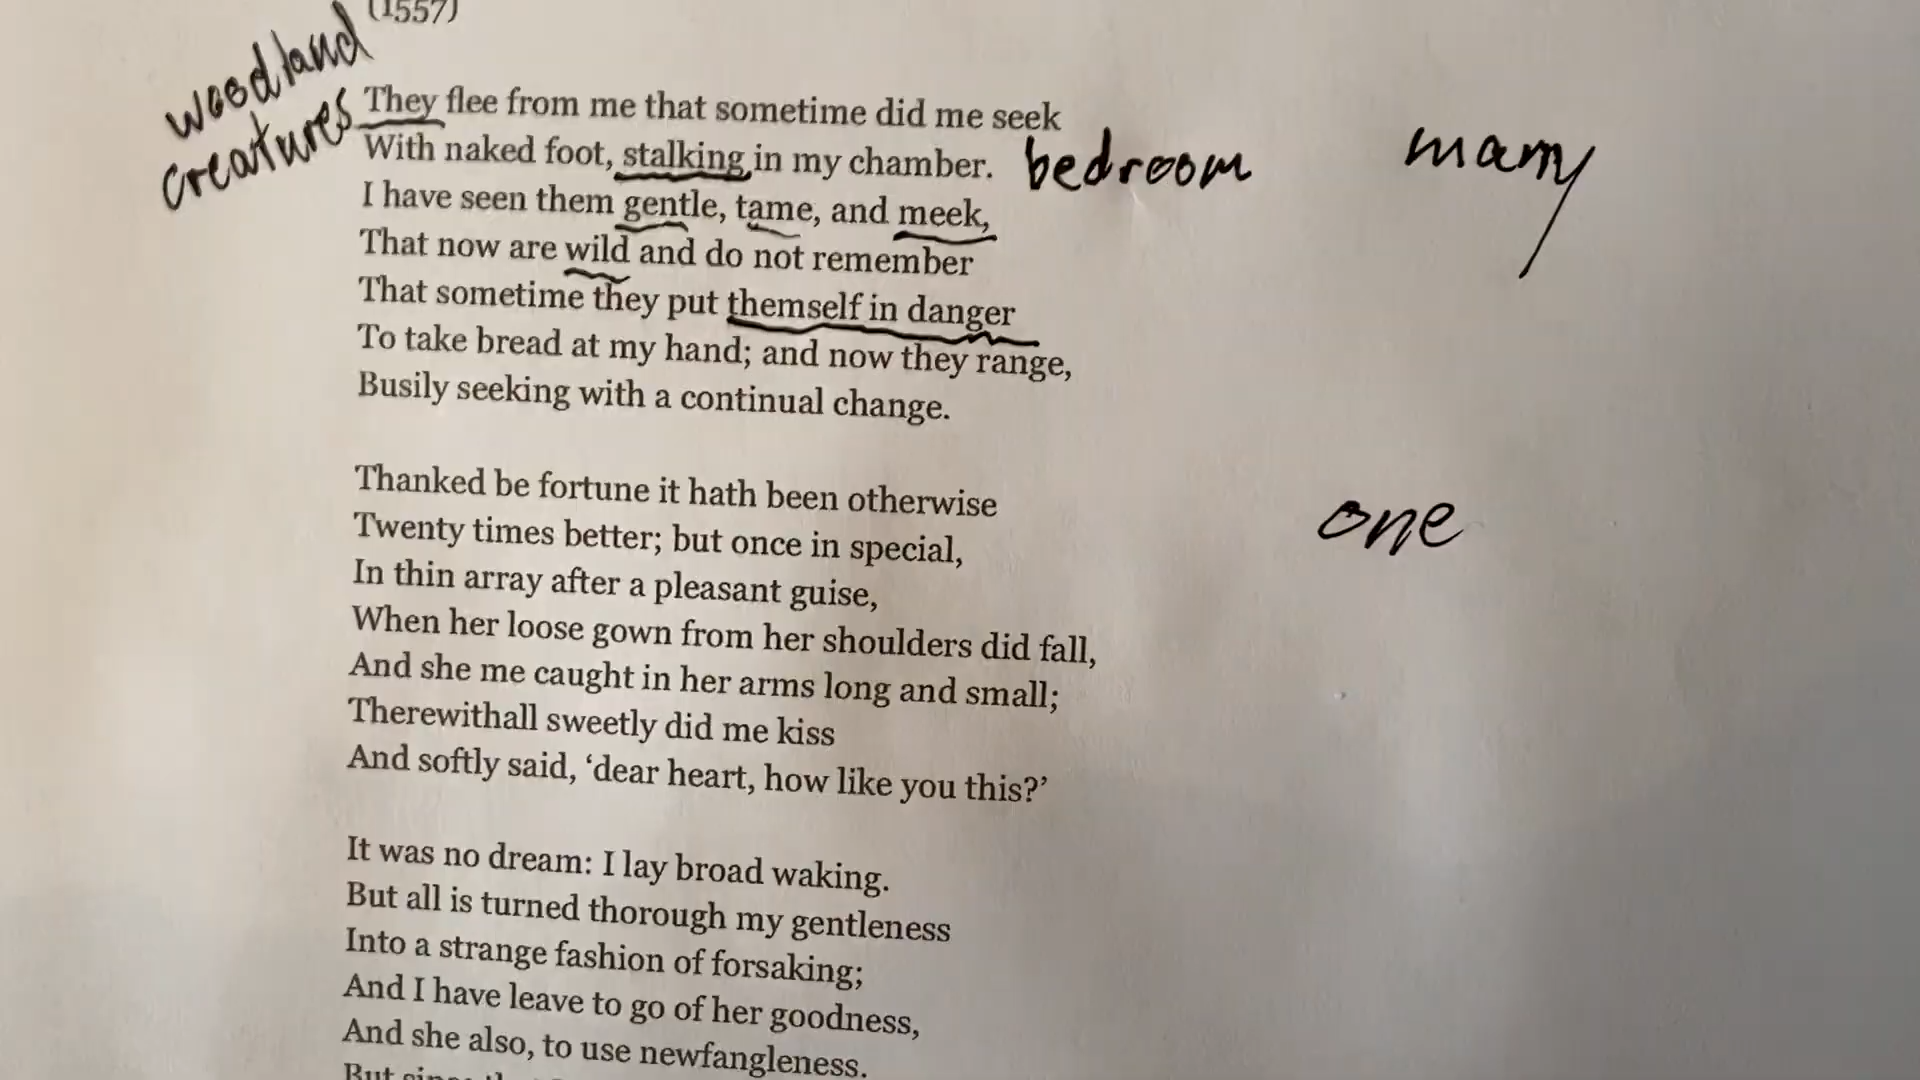 (1557)
woodland
creatures
They flee from me that sometime did me seek
With naked foot, stalking in my chamber. bedroom many
I have seen them gentle, tame, and meek,
That now are wild and do not remember
That sometime they put themself in danger
To take bread at my hand; and now they range,
Busily seeking with a continual change.
Thanked be fortune it hath been otherwise
Twenty times better; but once in special, one
In thin array after a pleasant guise,
When her loose gown from her shoulders did fall,
And she me caught in her arms long and small;
Therewithall sweetly did me kiss
And softly said, ‘dear heart, how like you this?’
It was no dream: I lay broad waking.
But all is turned thorough my gentleness
Into a strange fashion of forsaking;
And I have leave to go of her goodness,
And she also, to use newfangleness.
But since